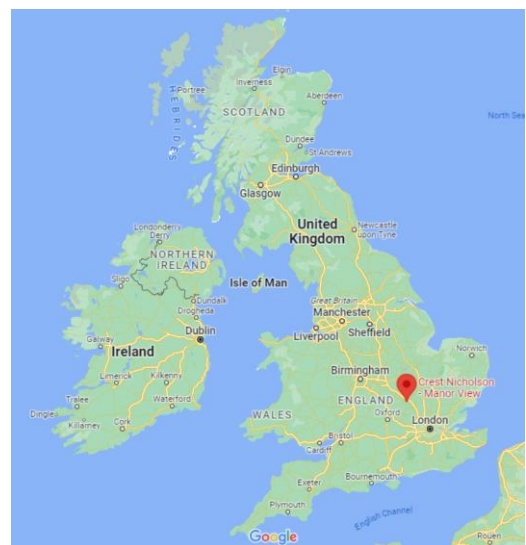 Elgin
Inverness
Portree
HEBRIDES
Aberdeen
SCOTLAND
North Sea
Dundee
St Andrews
Edinburgh
Glasgow
United
Kingdom
Newcastle
upon Tyne
Londonderry
Derry
NORTHERN
IRELAND
Sligo
Isle of Man
Dundalk
Drogheda
Great Britain
Manchester
Dublin
Liverpool
Sheffield
Galway
Ireland
Norwich
Limerick
Kilkenny
Birmingham
Crest Nicholson
- Manor View
Tralee
Waterford
ENGLAND
Dingle
WALES
Oxford
Killarney
Cork
London
Bristol
Cardiff
Exeter
Bournemouth
Plymouth
English Channel
Google
Rouen